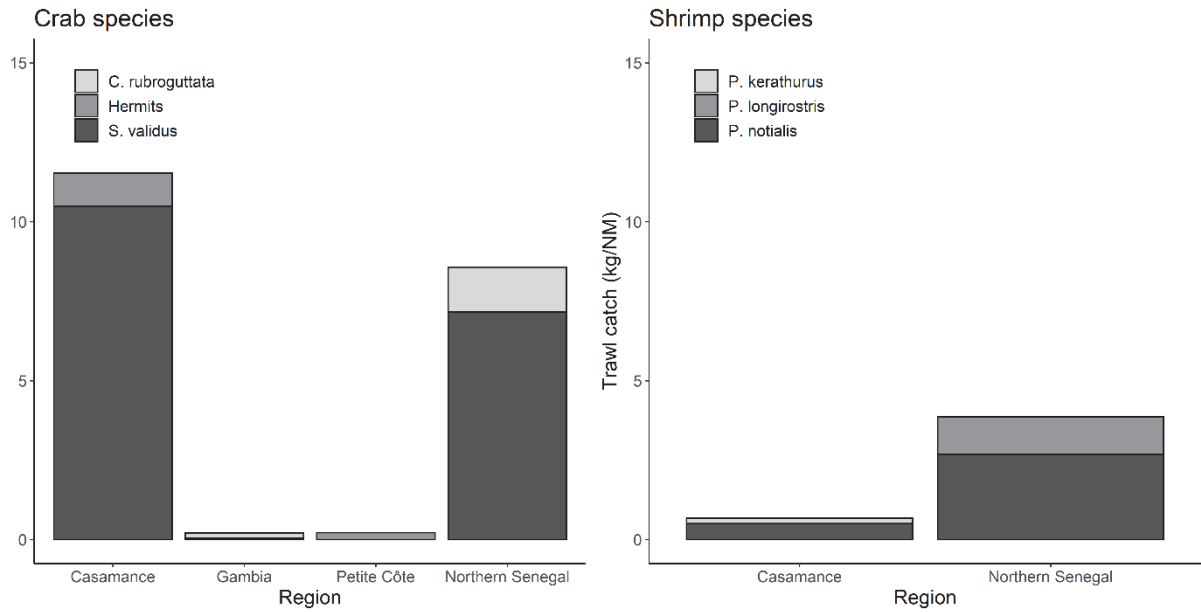 Crab species
15
10
5
0
C. rubroguttata
Hermits
S. validus
Casamance
Gambia
Petite Côte
Northern Senegal
Region
Shrimp species
Trawl catch (kg/NM)
15
10
5
0
P. kerathurus
P. longirostris
P. notialis
Casamance
Northern Senegal
Region